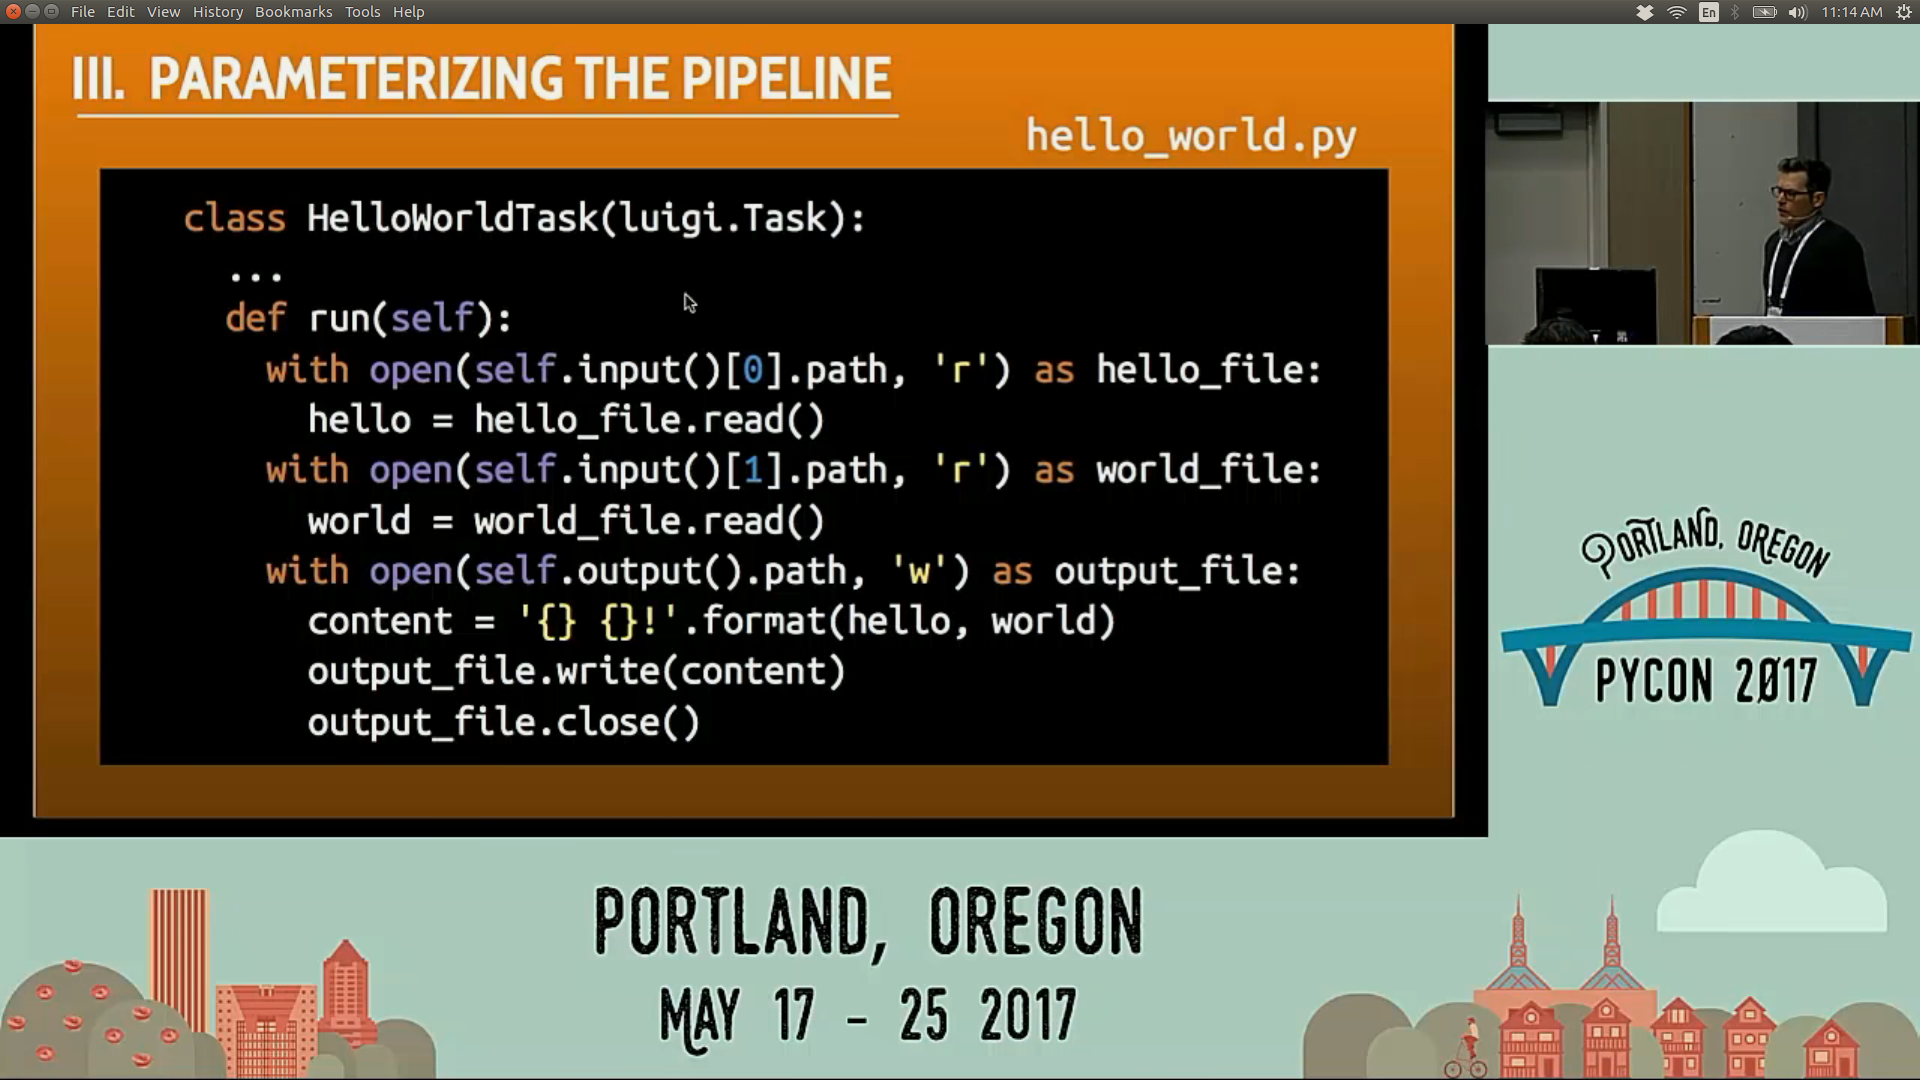 File Edit View History Bookmarks Tools Help
En
11:14 AM
III. PARAMETERIZING THE PIPELINE
hello_world.py
class HelloWorldTask(luigi.Task):
...
def run(self):
with open(self.input()[0].path, 'r') as hello_file:
hello = hello_file.read()
with open(self.input()[1].path, 'r') as world_file:
world = world_file.read()
with open(self.output().path, 'w') as output_file:
content = '{} {}!'.format(hello, world)
output_file.write(content)
output_file.close()
PORTLAND, OREGON
PYCON 2017
PORTLAND, OREGON
MAY 17 - 25 2017